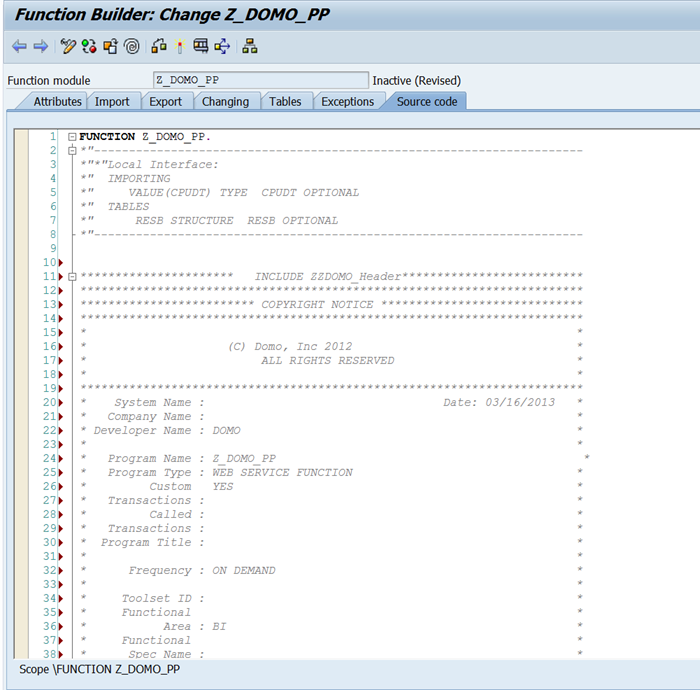 Function Builder: Change Z_DOMO_PP
Function module Z_DOMO_PP Inactive (Revised)
Attributes Import Export Changing Tables Exceptions Source code
1 FUNCTION Z_DOMO_PP.
2 *"----------------------------------------------------------------------
3 *"*"Local Interface:
4 *"  IMPORTING
5 *"     VALUE(CPUDT) TYPE  CPUDT OPTIONAL
6 *"  TABLES
7 *"      RESB STRUCTURE  RESB OPTIONAL
8 *"----------------------------------------------------------------------
9
10
11 **********************   INCLUDE ZZDOMO_Header**************************
12 ************************************************************************
13 ************************* COPYRIGHT NOTICE *****************************
14 ************************************************************************
15 * *
16 * (C) Domo, Inc 2012 *
17 * ALL RIGHTS RESERVED *
18 * *
19 ************************************************************************
20 * System Name : Date: 03/16/2013 *
21 * Company Name : *
22 * Developer Name : DOMO *
23 * *
24 * Program Name : Z_DOMO_PP *
25 * Program Type : WEB SERVICE FUNCTION *
26 * Custom YES *
27 * Transactions : *
28 * Called : *
29 * Transactions : *
30 * Program Title : *
31 * *
32 * Frequency : ON DEMAND *
33 * *
34 * Toolset ID : *
35 * Functional *
36 * Area : BI *
37 * Functional *
38 * Spec Name : *
Scope \FUNCTION Z_DOMO_PP